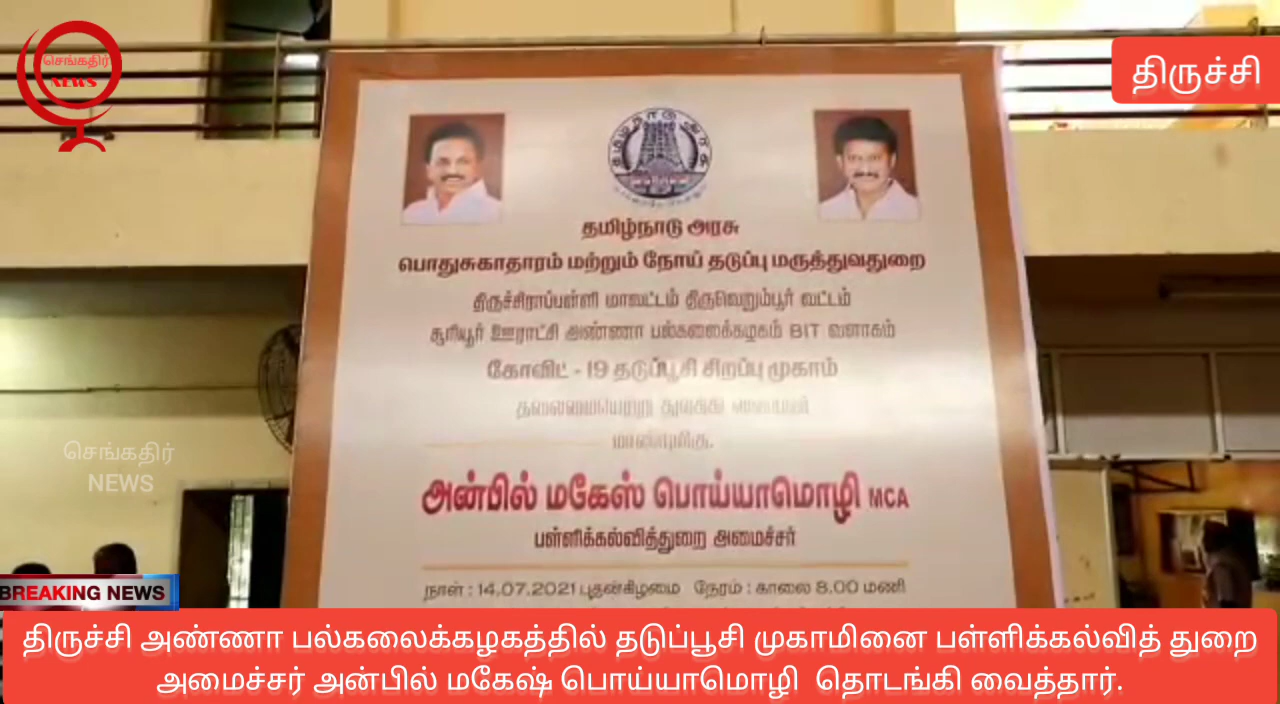 செங்கதிர்
NEWS
திருச்சி
தமிழ்நாடு அரசு
பொதுசுகாதாரம் மற்றும் நோய் தடுப்பு மருத்துவதுறை
திருச்சிராப்பள்ளி மாவட்டம் திருவெறும்பூர் வட்டம்
சூரியூர் ஊராட்சி அண்ணா பல்கலைக்கழகம் BIT வளாகம்
கோவிட் - 19 தடுப்பூசி சிறப்பு முகாம்
மாண்புமிகு.
அன்பில் மகேஸ் பொய்யாமொழி MCA
பள்ளிக்கல்வித்துறை அமைச்சர்
நாள் : 14.07.2021 புதன்கிழமை நேரம் : காலை 8.00 மணி
செங்கதிர்
NEWS
BREAKING NEWS
திருச்சி அண்ணா பல்கலைக்கழகத்தில் தடுப்பூசி முகாமினை பள்ளிக்கல்வித் துறை
அமைச்சர் அன்பில் மகேஷ் பொய்யாமொழி தொடங்கி வைத்தார்.